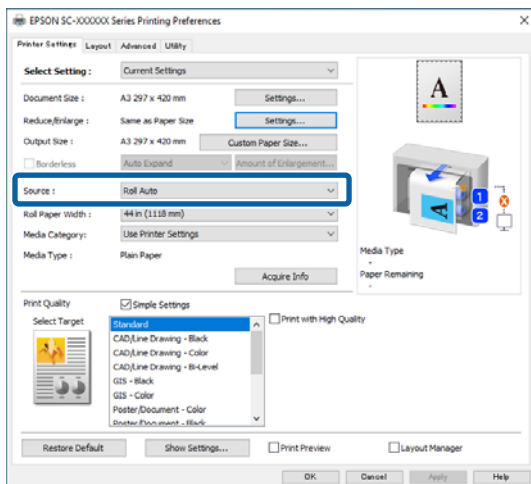 EPSON SC-XXXXXX Series Printing Preferences
Printer Settings Layout Advanced Utility
Select Setting : Current Settings
Document Size : A3 297 x 420 mm Settings...
Reduce/Enlarge : Same as Paper Size Settings...
Output Size : A3 297 x 420 mm Custom Paper Size...
Borderless Auto Expand Amount of Enlargement...
Source : Roll Auto
Roll Paper Width : 44 in (1118 mm)
Media Category: Use Printer Settings
Media Type : Plain Paper
Acquire Info
A
A
1
2
Media Type
-
Paper Remaining
-
Print Quality Simple Settings
Select Target
Standard
CAD/Line Drawing - Black
CAD/Line Drawing - Color
CAD/Line Drawing - Bi-Level
GIS - Black
GIS - Color
Poster/Document - Color
Poster/Document - Black
Print with High Quality
Restore Default Show Settings... Print Preview Layout Manager
OK Cancel Apply Help